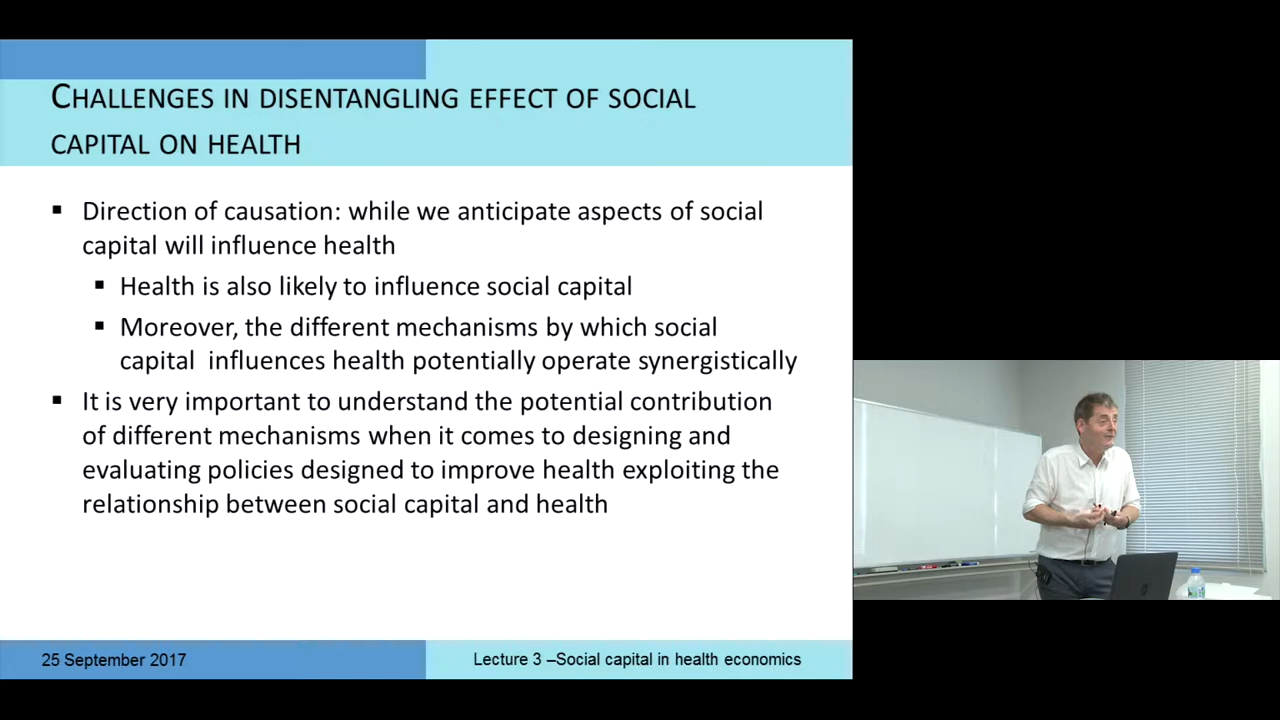 CHALLENGES IN DISENTANGLING EFFECT OF SOCIAL
CAPITAL ON HEALTH
▪ Direction of causation: while we anticipate aspects of social
capital will influence health
▪ Health is also likely to influence social capital
▪ Moreover, the different mechanisms by which social
capital  influences health potentially operate synergistically
▪ It is very important to understand the potential contribution
of different mechanisms when it comes to designing and
evaluating policies designed to improve health exploiting the
relationship between social capital and health
25 September 2017
Lecture 3 –Social capital in health economics